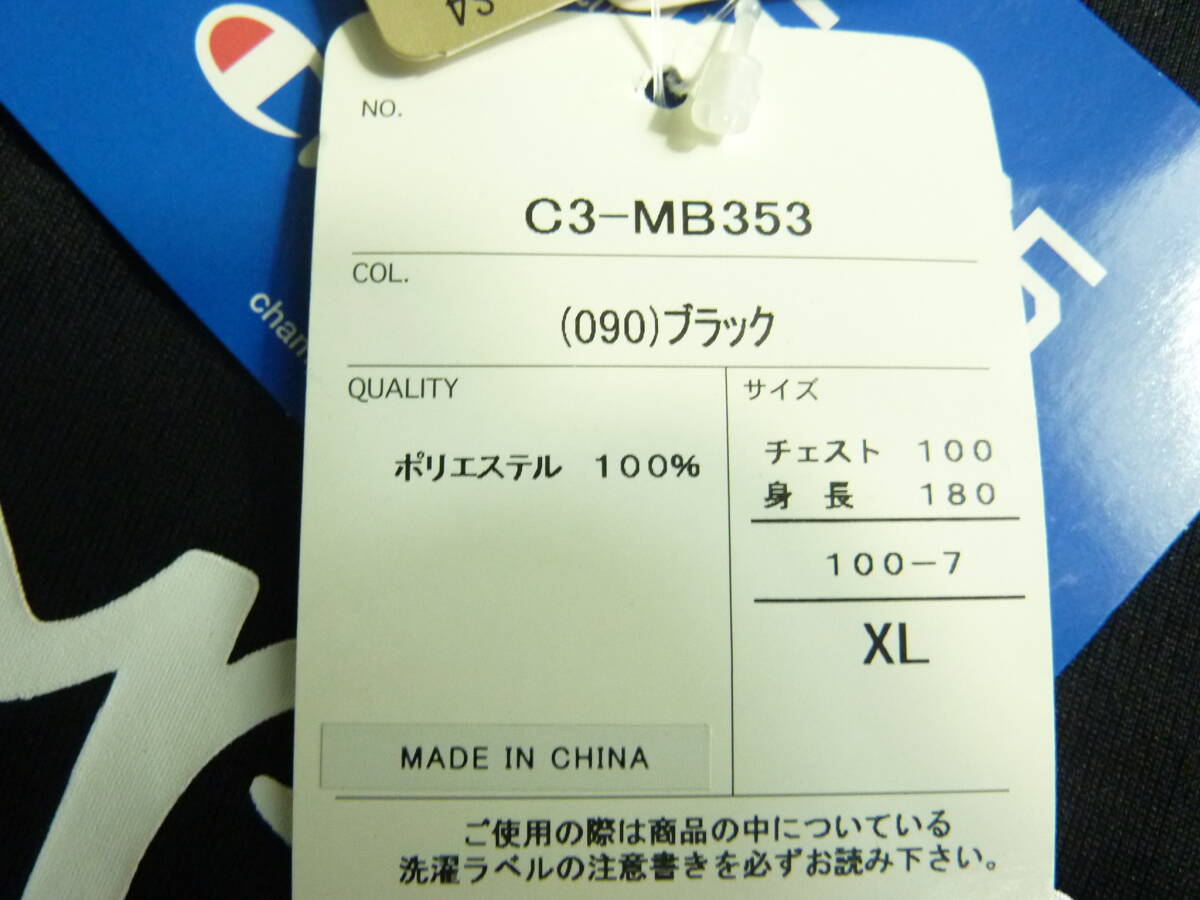 SA
NO.
C3-MB353
COL.
(090)ブラック
QUALITY
サイズ
ポリエステル 100%
チェスト 100
身 長 180
100-7
XL
MADE IN CHINA
ご使用の際は商品の中についている
洗濯ラベルの注意書きを必ずお読み下さい。